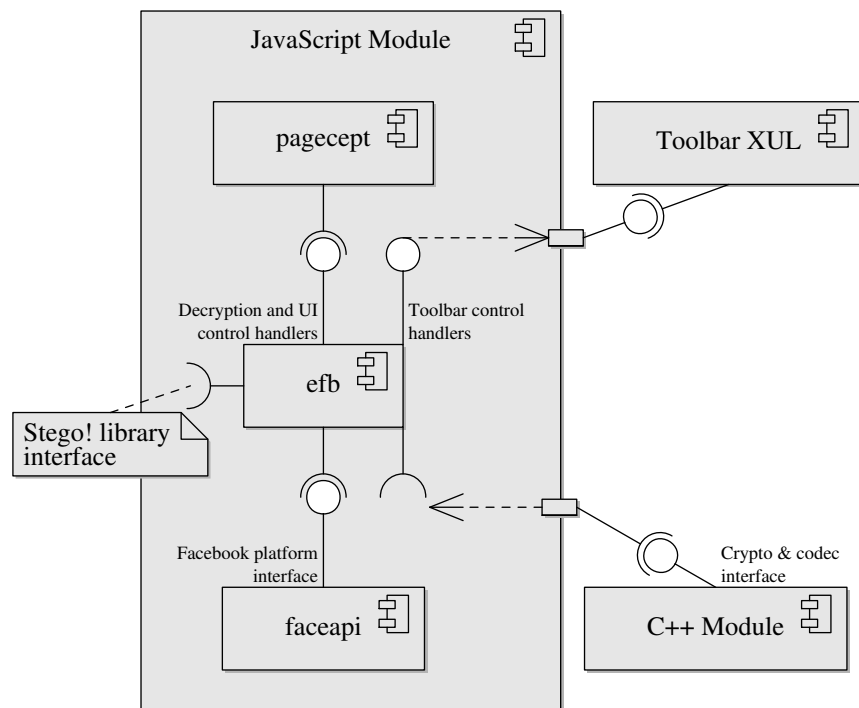 JavaScript Module
pagecept
Toolbar XUL
Decryption and UI
control handlers
Toolbar control
handlers
efb
Stego! library
interface
Facebook platform
interface
Crypto & codec
interface
faceapi
C++ Module